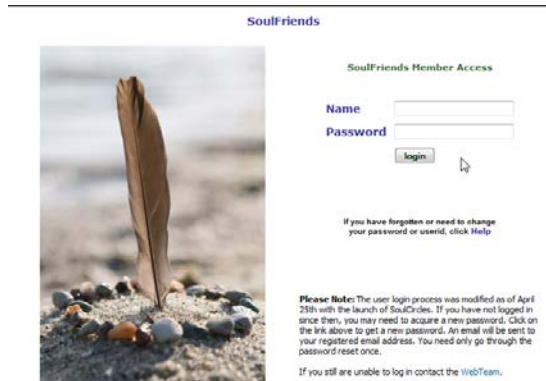 SoulFriends
SoulFriends Member Access
Name
Password
login
If you have forgotten or need to change
your password or userid, click Help
Please Note: The user login process was modified as of April
25th with the launch of SoulCircles. If you have not logged in
since then, you may need to acquire a new password. Click on
the link above to get a new password. An email will be sent to
your registered email address. You need only go through the
password reset once.
If you still are unable to log in contact the WebTeam.